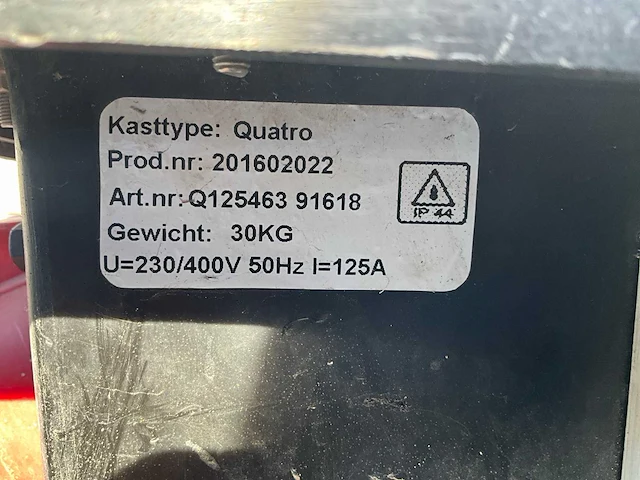 Kasttype: Quatro
Prod.nr: 201602022
Art.nr:-Q125463 91618
Gewicht: 30KG
U=230/400V 50Hz I=125A
IP 44